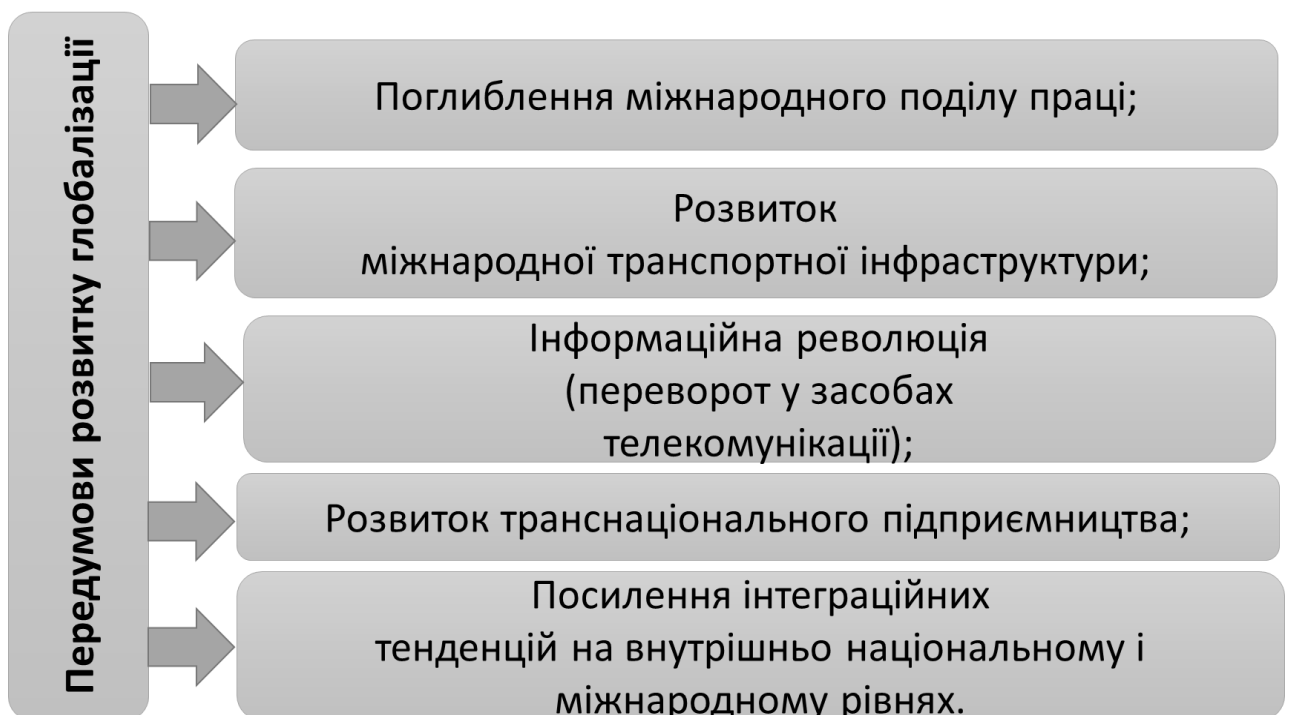 Передумови розвитку глобалізації
Поглиблення міжнародного поділу праці;
Розвиток
міжнародної транспортної інфраструктури;
Інформаційна революція
(переворот у засобах
телекомунікації);
Розвиток транснаціонального підприємництва;
Посилення інтеграційних
тенденцій на внутрішньо національному і
міжнародному рівнях.